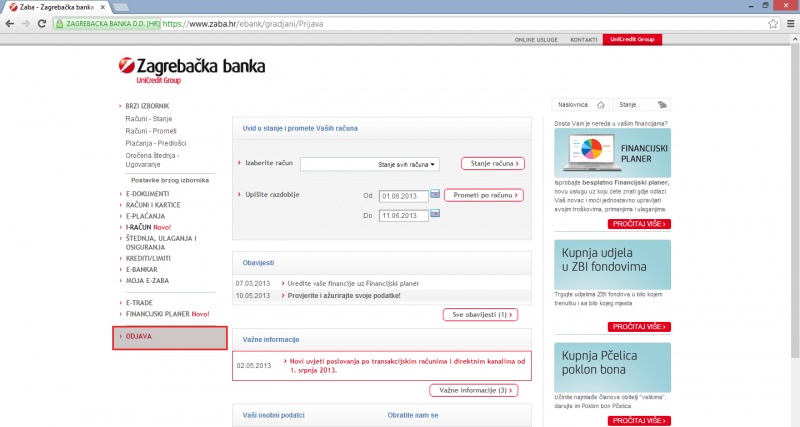 Zaba - Zagrebačka banka
ZAGREBACKA BANKA D.D. [HR]
https://www.zaba.hr/ebank/gradjani/Prijava
ONLINE USLUGE
KONTAKTI
UniCredit Group
Zagrebačka banka
UniCredit Group
BRZI IZBORNIK
Računi - Stanje
Računi - Prometi
Plaćanja - Predlošci
Oročena štednja -
Ugovaranje
Postavke brzog izbornika
E-DOKUMENTI
RAČUNI I KARTICE
E-PLAĆANJA
I-RAČUN Novo!
ŠTEDNJA, ULAGANJA I
OSIGURANJA
KREDITI/LIMITI
E-BANKAR
MOJA E-ZABA
E-TRADE
FINANCIJSKI PLANER Novo!
ODJAVA
Uvid u stanje i promete Vaših računa
Izaberite račun
Stanje svih računa
Stanje računa
Upišite razdoblje
Od
01.06.2013.
Prometi po računu
Do
11.06.2013.
Obavijesti
07.03.2013
Uredite vaše financije uz Financijski planer
10.05.2013
Provjerite i ažurirajte svoje podatke!
Sve obavijesti (1)
Važne informacije
02.05.2013
Novi uvjeti poslovanja po transakcijskim računima i direktnim kanalima od
1. srpnja 2013.
Važne informacije (3)
Vaši osobni podatci
Obratite nam se
Naslovnica
Stanje
Dosta Vam je nereda u vašim financijama?
FINANCIJSKI
PLANER
Isprobajte besplatno Financijski planer,
novu uslugu uz koju ćete znati gdje odlazi
Vaš novac i moći jednostavno upravljati
svojim troškovima, primanjima i ulaganjima.
PROČITAJ VIŠE
Kupnja udjela
u ZBI fondovima
Trgujte udjelima ZBI fondova u bilo kojem
trenutku i sa bilo kojeg mjesta
PROČITAJ VIŠE
Kupnja Pčelica
poklon bona
Učinite najmlađe članove obitelji "velikima",
darujte im Poklon bon Pčelica
PROČITAJ VIŠE